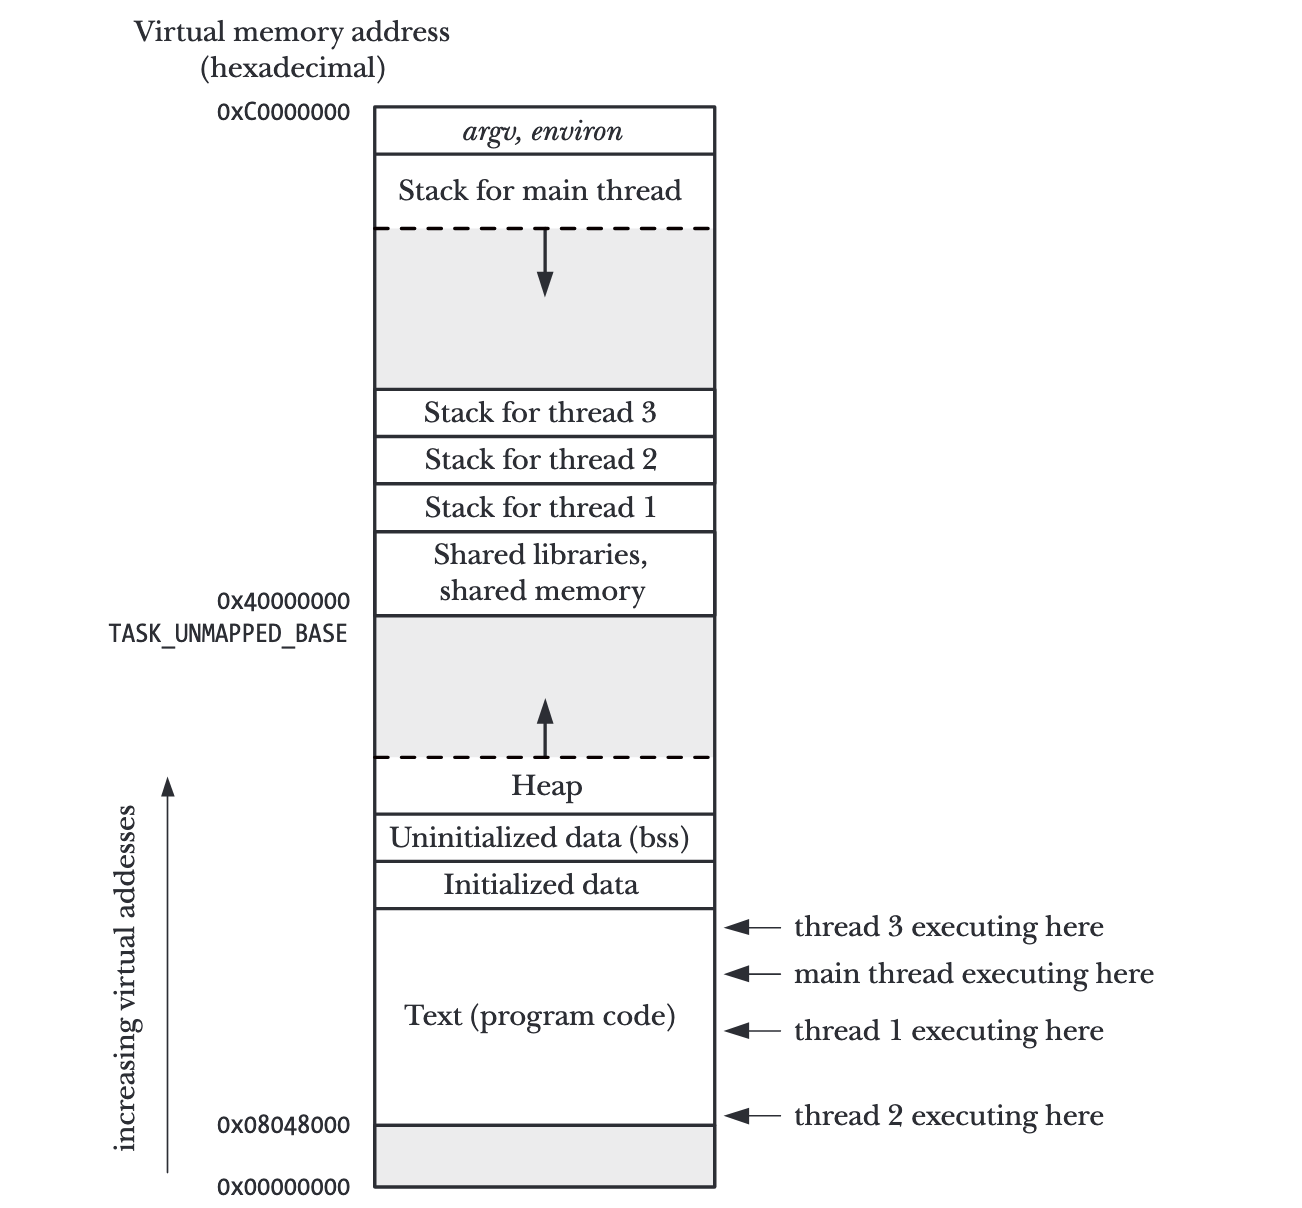 Virtual memory address
(hexadecimal)
0xC0000000
argv, environ
Stack for main thread
Stack for thread 3
Stack for thread 2
Stack for thread 1
Shared libraries,
shared memory
0x40000000
TASK_UNMAPPED_BASE
Heap
Uninitialized data (bss)
Initialized data
increasing virtual addesses
thread 3 executing here
main thread executing here
Text (program code)
thread 1 executing here
thread 2 executing here
0x08048000
0x00000000